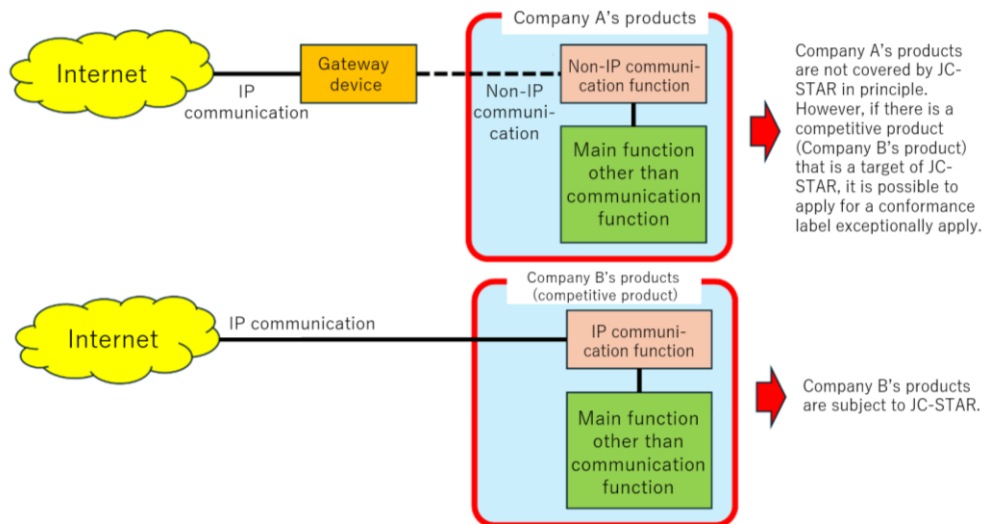 Company A's products
Internet
IP
communication
Gateway
device
Non-IP
communi-
cation
Non-IP communi-
cation function
Main function
other than
communication
function
Company A's products
are not covered by JC-
STAR in principle.
However, if there is a
competitive product
(Company B's product)
that is a target of JC-
STAR, it is possible to
apply for a conformance
label exceptionally apply.
Company B's products
(competitive product)
Internet
IP communication
IP communi-
cation function
Main function
other than
communication
function
Company B's products
are subject to JC-STAR.